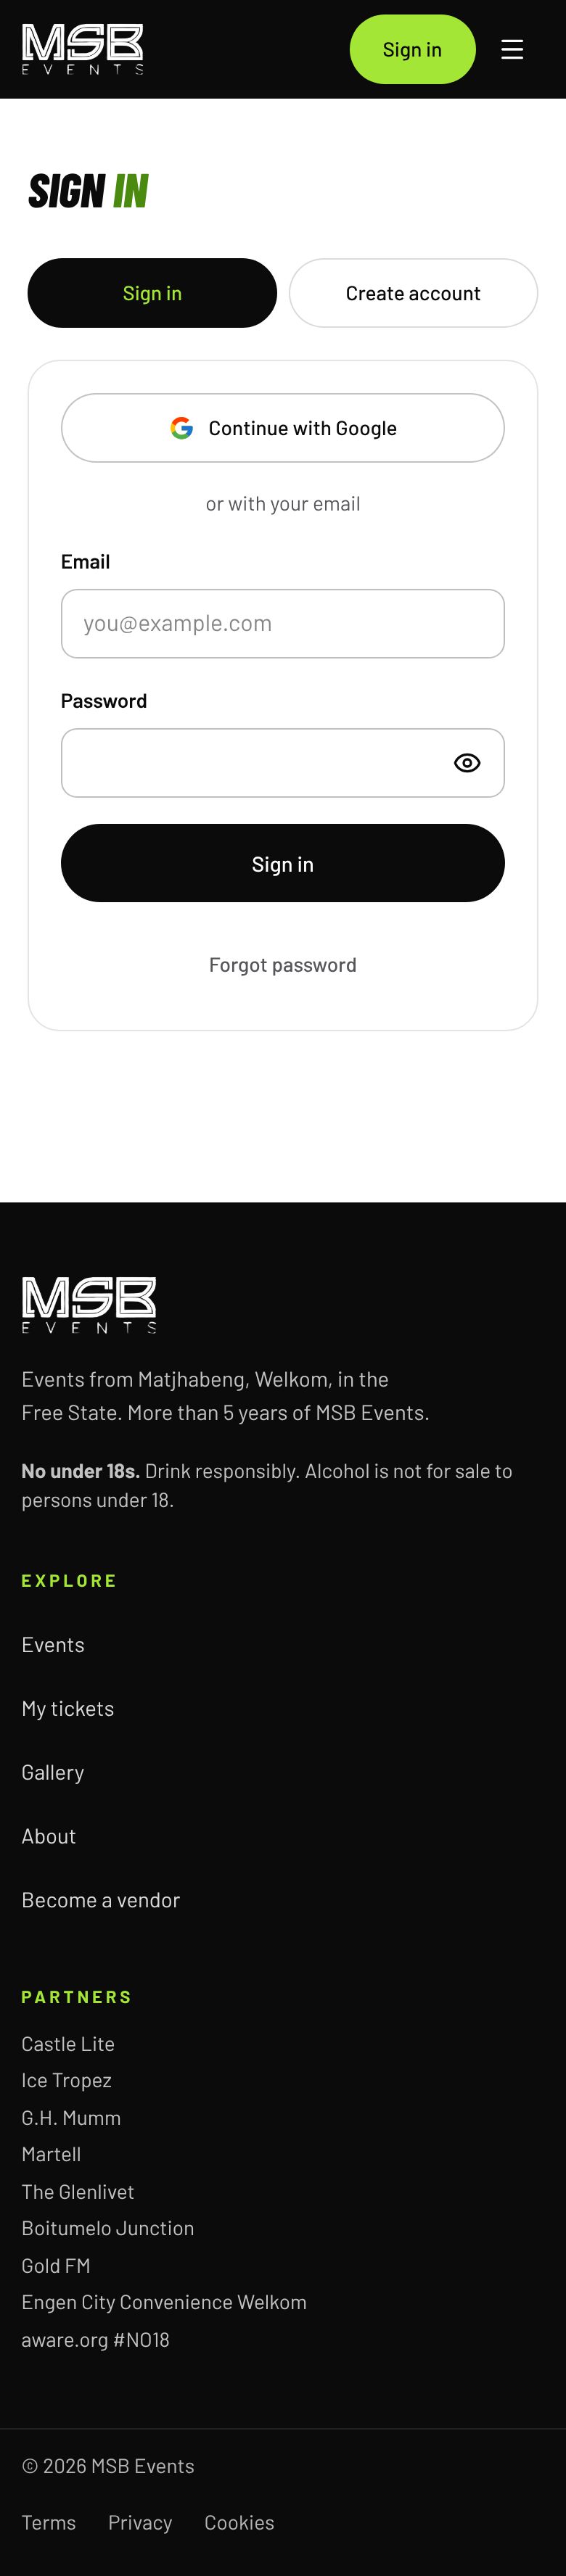 MSB
EVENTS
Sign in
SIGN IN
Sign in
Create account
Continue with Google
or with your email
Email
you@example.com
Password
Sign in
Forgot password
MSB
EVENTS
Events from Matjhabeng, Welkom, in the
Free State. More than 5 years of MSB Events.
No under 18s. Drink responsibly. Alcohol is not for sale to
persons under 18.
EXPLORE
Events
My tickets
Gallery
About
Become a vendor
PARTNERS
Castle Lite
Ice Tropez
G.H. Mumm
Martell
The Glenlivet
Boitumelo Junction
Gold FM
Engen City Convenience Welkom
aware.org #NO18
© 2026 MSB Events
Terms
Privacy
Cookies